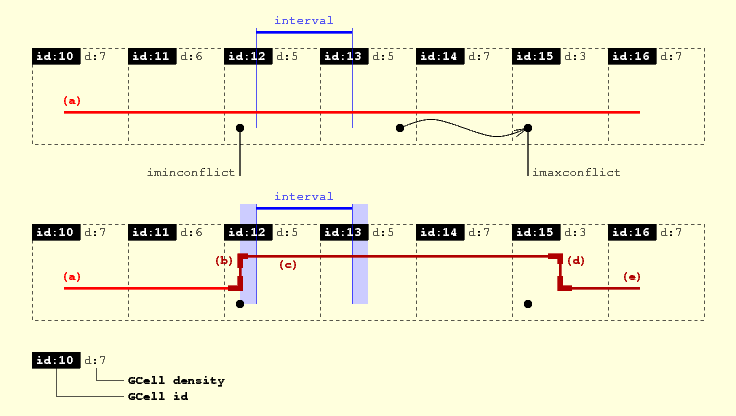 interval
id:10 d:7 id:11 d:6 id:12 d:5 id:13 d:5 id:14 d:7 id:15 d:3 id:16 d:7
(a)
iminconflict imaxconflict
interval
id:10 d:7 id:11 d:6 id:12 d:5 id:13 d:5 id:14 d:7 id:15 d:3 id:16 d:7
(b) (c) (d)
(a) (e)
id:10 d:7
GCell density
GCell id